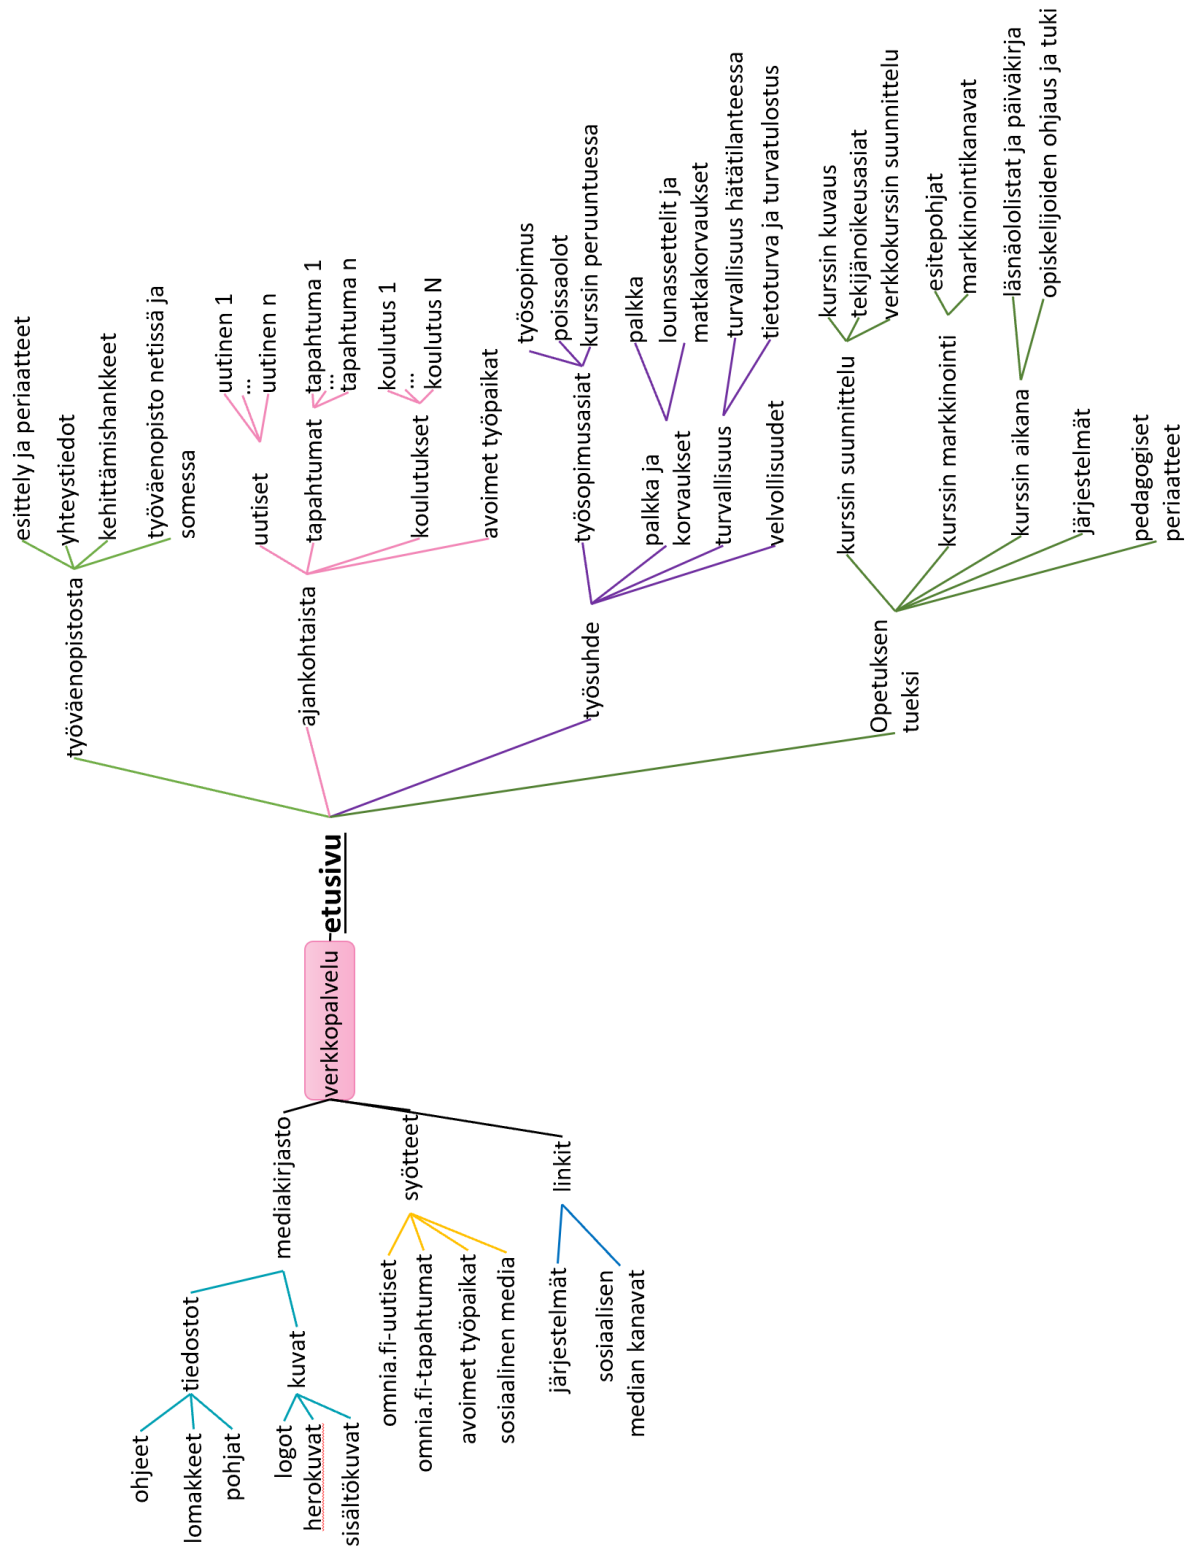 verkkopalvelu
etusivu
mediakirjasto
tiedostot
ohjeet
lomakkeet
pohjat
kuvat
logot
herokuvat
sisältökuvat
syötteet
omnia.fi-uutiset
omnia.fi-tapahtumat
avoimet työpaikat
sosiaalinen media
linkit
järjestelmät
sosiaalisen
median kanavat
työväenopistosta
esittely ja periaatteet
yhteystiedot
kehittämishankkeet
työväenopisto netissä ja
somessa
ajankohtaista
uutiset
uutinen 1
...
uutinen n
tapahtumat
tapahtuma 1
...
tapahtuma n
koulutukset
koulutus 1
...
koulutus N
avoimet työpaikat
työsuhde
työsopimusasiat
työsopimus
poissaolot
kurssin peruuntuessa
palkka ja
korvaukset
palkka
lounassettelit ja
matkakorvaukset
turvallisuus
turvallisuus hätätilanteessa
tietoturva ja turvatulostus
velvollisuudet
Opetuksen
tueksi
kurssin suunnittelu
kurssin kuvaus
tekijänoikeusasiat
verkkokurssin suunnittelu
kurssin markkinointi
esitepohjat
markkinointikanavat
kurssin aikana
läsnäololistat ja päiväkirja
opiskelijoiden ohjaus ja tuki
järjestelmät
pedagogiset
periaatteet